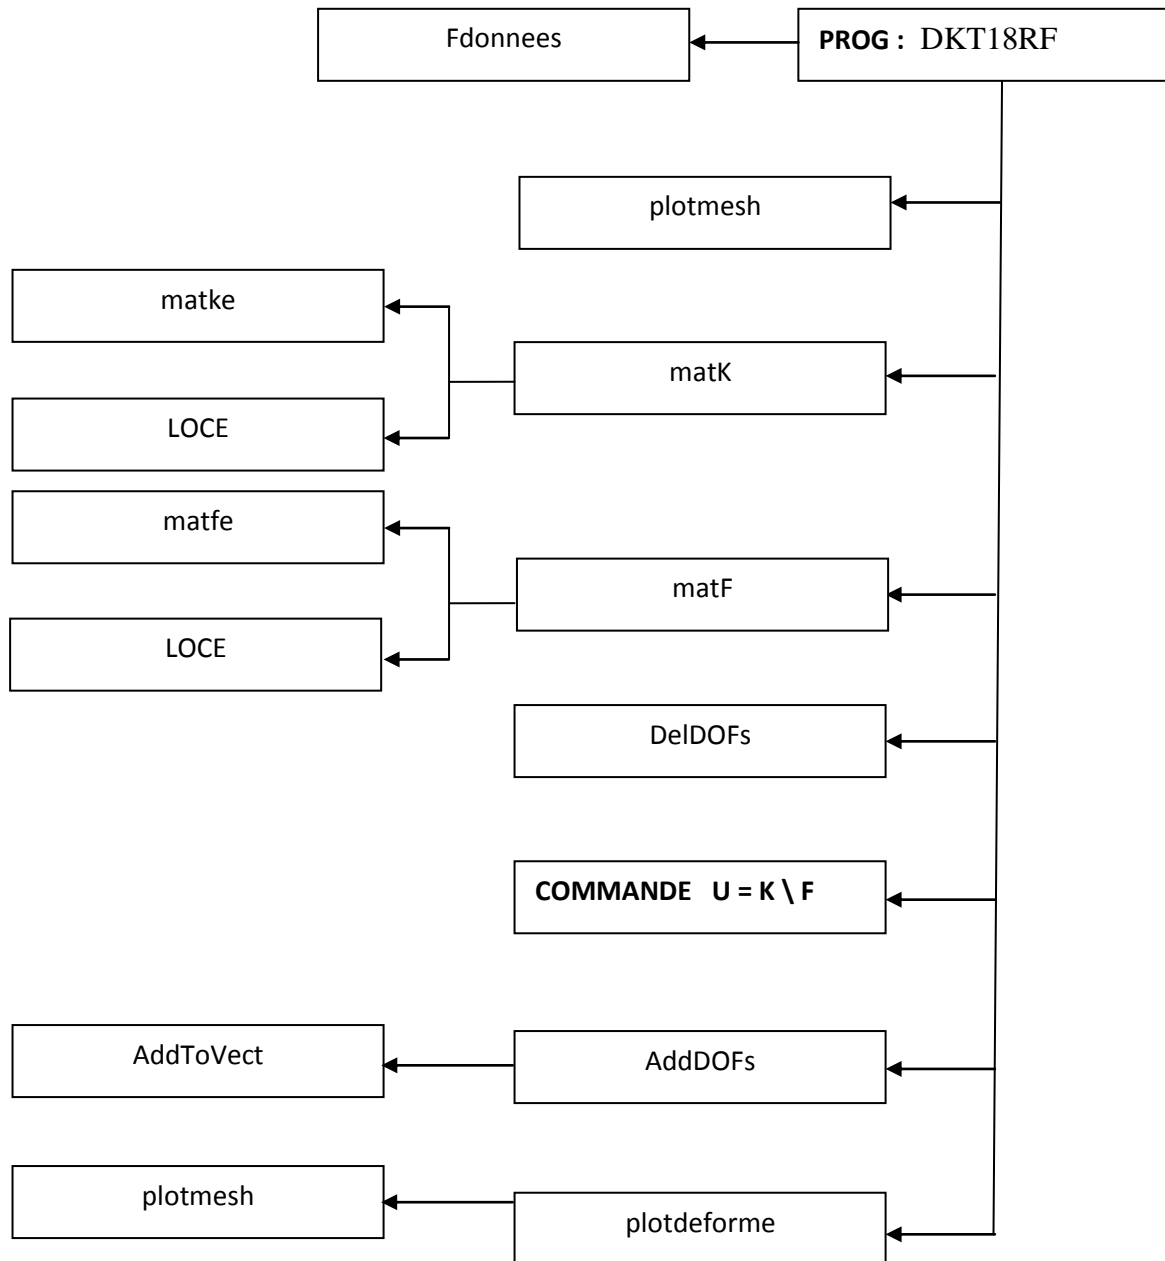 Fdonnees
PROG : DKT18RF
plotmesh
matke
matK
LOCE
matfe
matF
LOCE
DelDOFs
COMMANDE U = K \ F
AddToVect
AddDOFs
plotmesh
plotdeforme